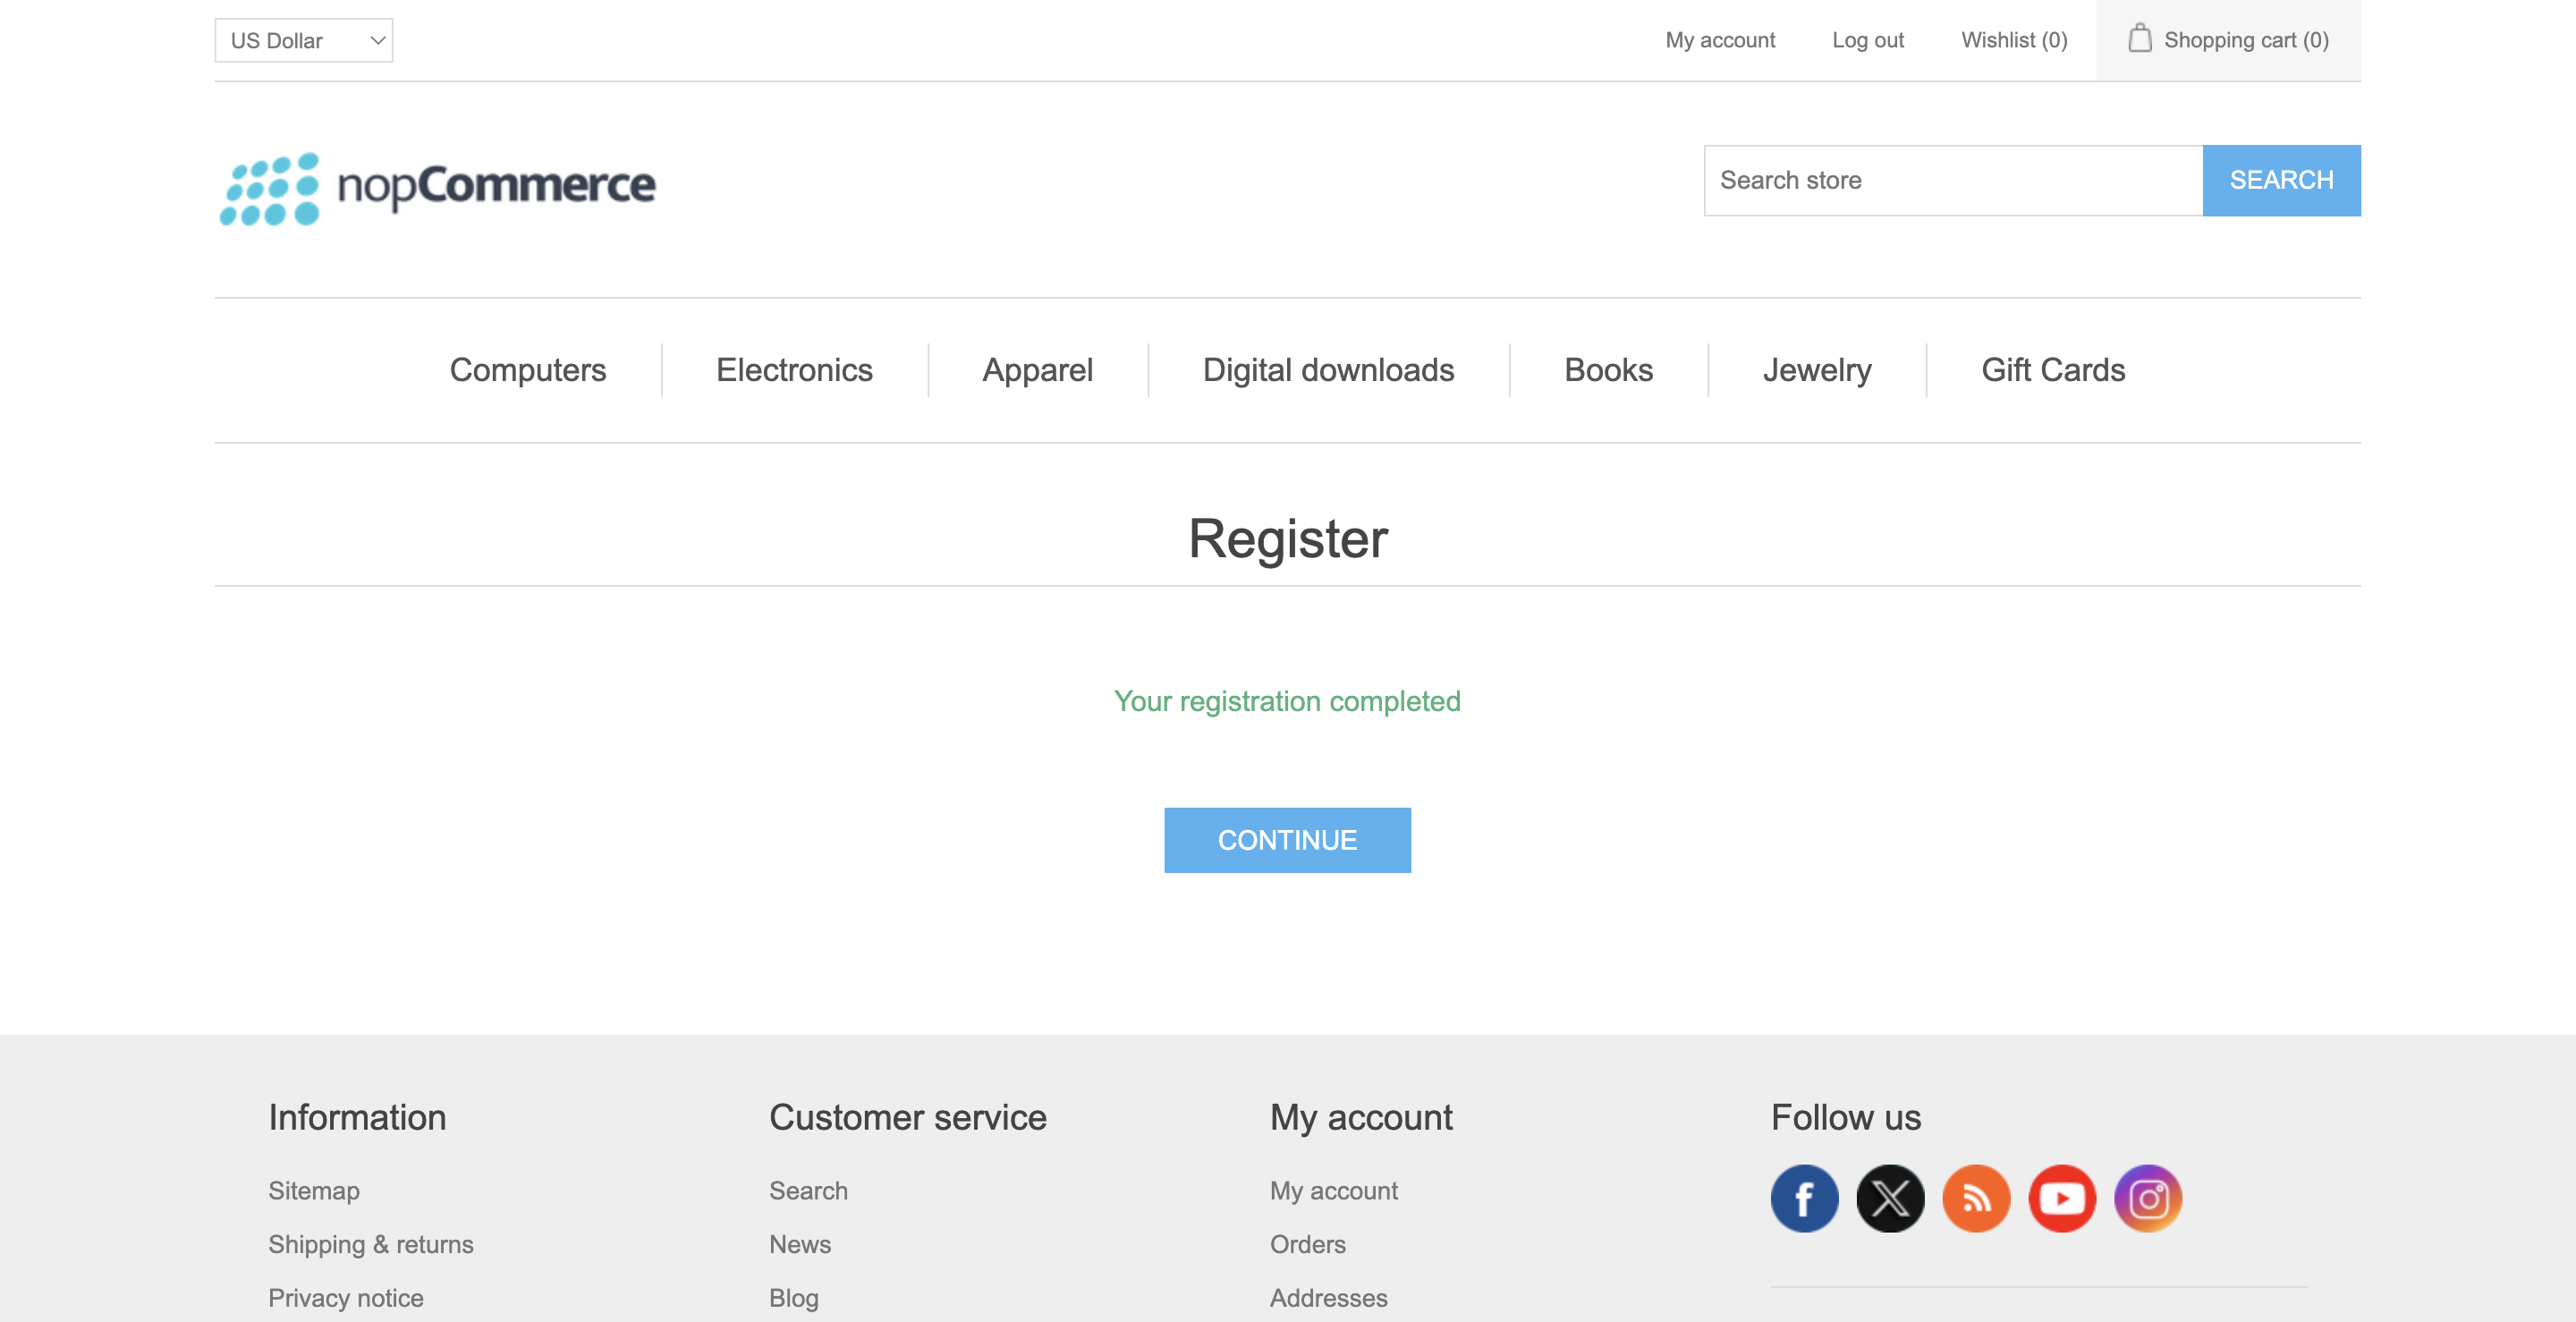 US Dollar
My account
Log out
Wishlist (0)
Shopping cart (0)
nopCommerce
Search store
SEARCH
Computers
Electronics
Apparel
Digital downloads
Books
Jewelry
Gift Cards
Register
Your registration completed
CONTINUE
Information
Sitemap
Shipping & returns
Privacy notice
Customer service
Search
News
Blog
My account
My account
Orders
Addresses
Follow us